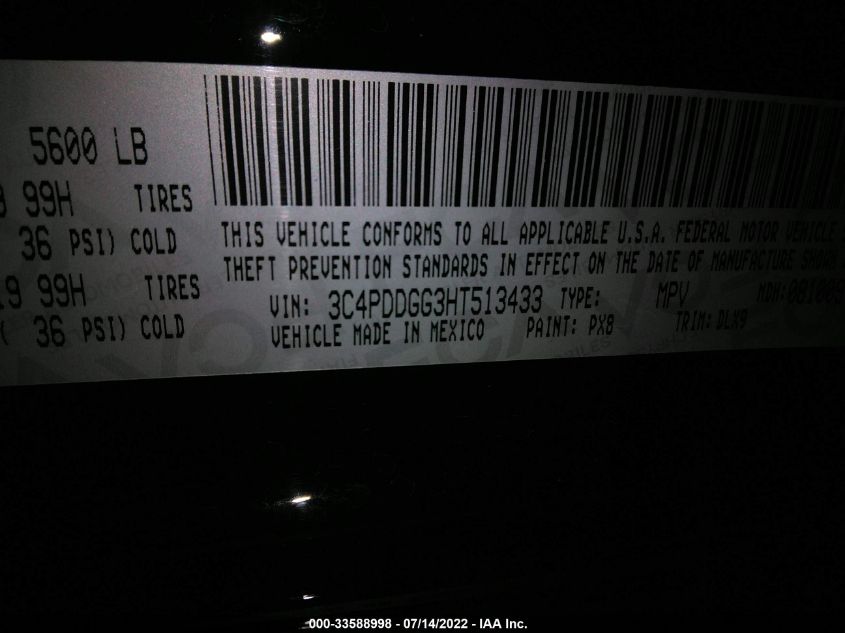 5600 LB
99H TIRES
36 PSI) COLD
THIS VEHICLE CONFORMS TO ALL APPLICABLE U.S.A. FEDERAL MOTOR VEHICLE
THEFT PREVENTION STANDARDS IN EFFECT ON THE DATE OF MANUFACTURE SHOWN
19 99H TIRES
( 36 PSI) COLD
VIN: 3C4PDDGG3HT513433 TYPE: MPV MDH:
VEHICLE MADE IN MEXICO PAINT: PX8 TRIM: DLX9
000-33588998 - 07/14/2022 - IAA Inc.